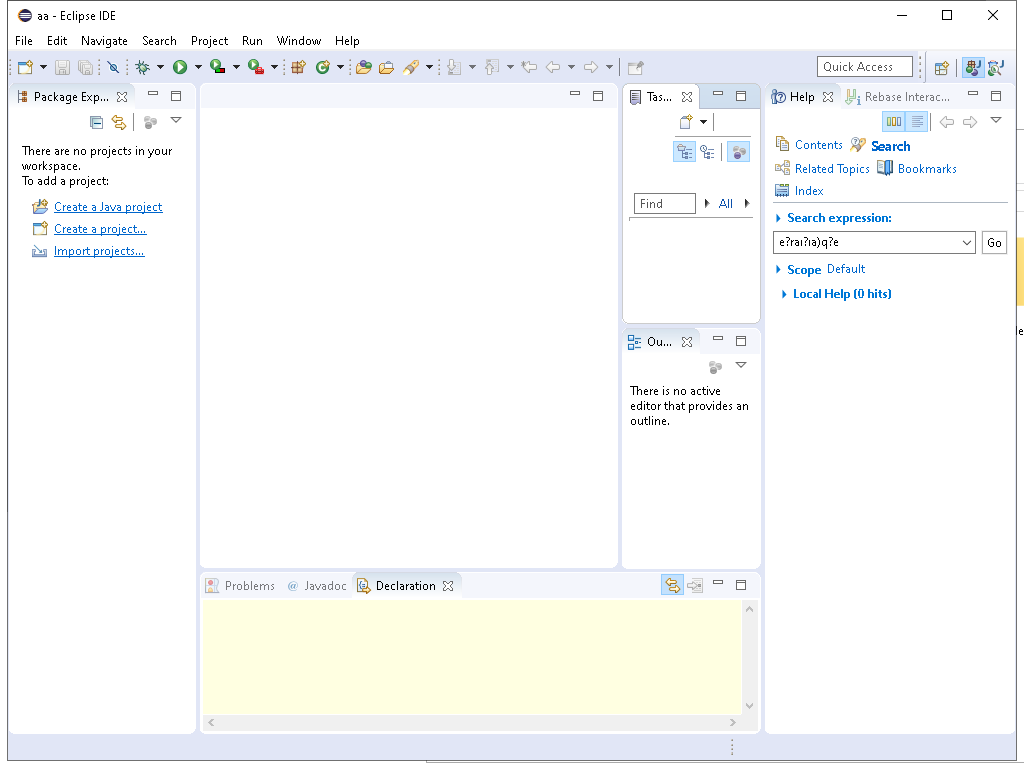 aa - Eclipse IDE
File Edit Navigate Search Project Run Window Help
Quick Access
Package Exp...
There are no projects in your
workspace.
To add a project:
Create a Java project
Create a project...
Import projects...
Tas...
Find
All
Ou...
There is no active
editor that provides an
outline.
Help
Rebase Interac...
Contents
Search
Related Topics
Bookmarks
Index
Search expression:
e?raı?ıa)q?e
Go
Scope Default
Local Help (0 hits)
Problems
@ Javadoc
Declaration